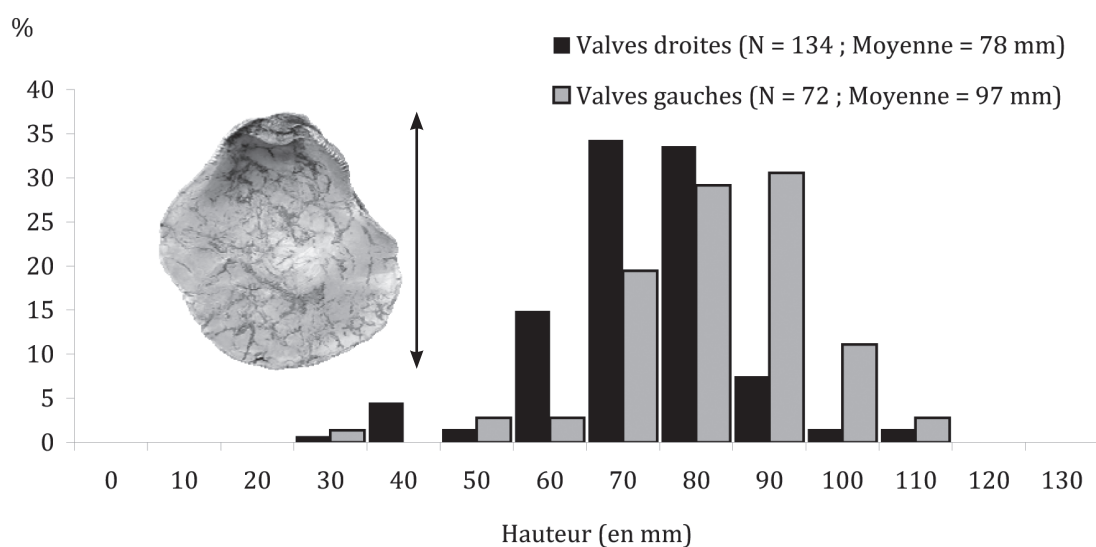 %
Valves droites (N = 134 ; Moyenne = 78 mm)
Valves gauches (N = 72 ; Moyenne = 97 mm)
40
35
30
25
20
15
10
5
0
0 10 20 30 40 50 60 70 80 90 100 110 120 130
Hauteur (en mm)